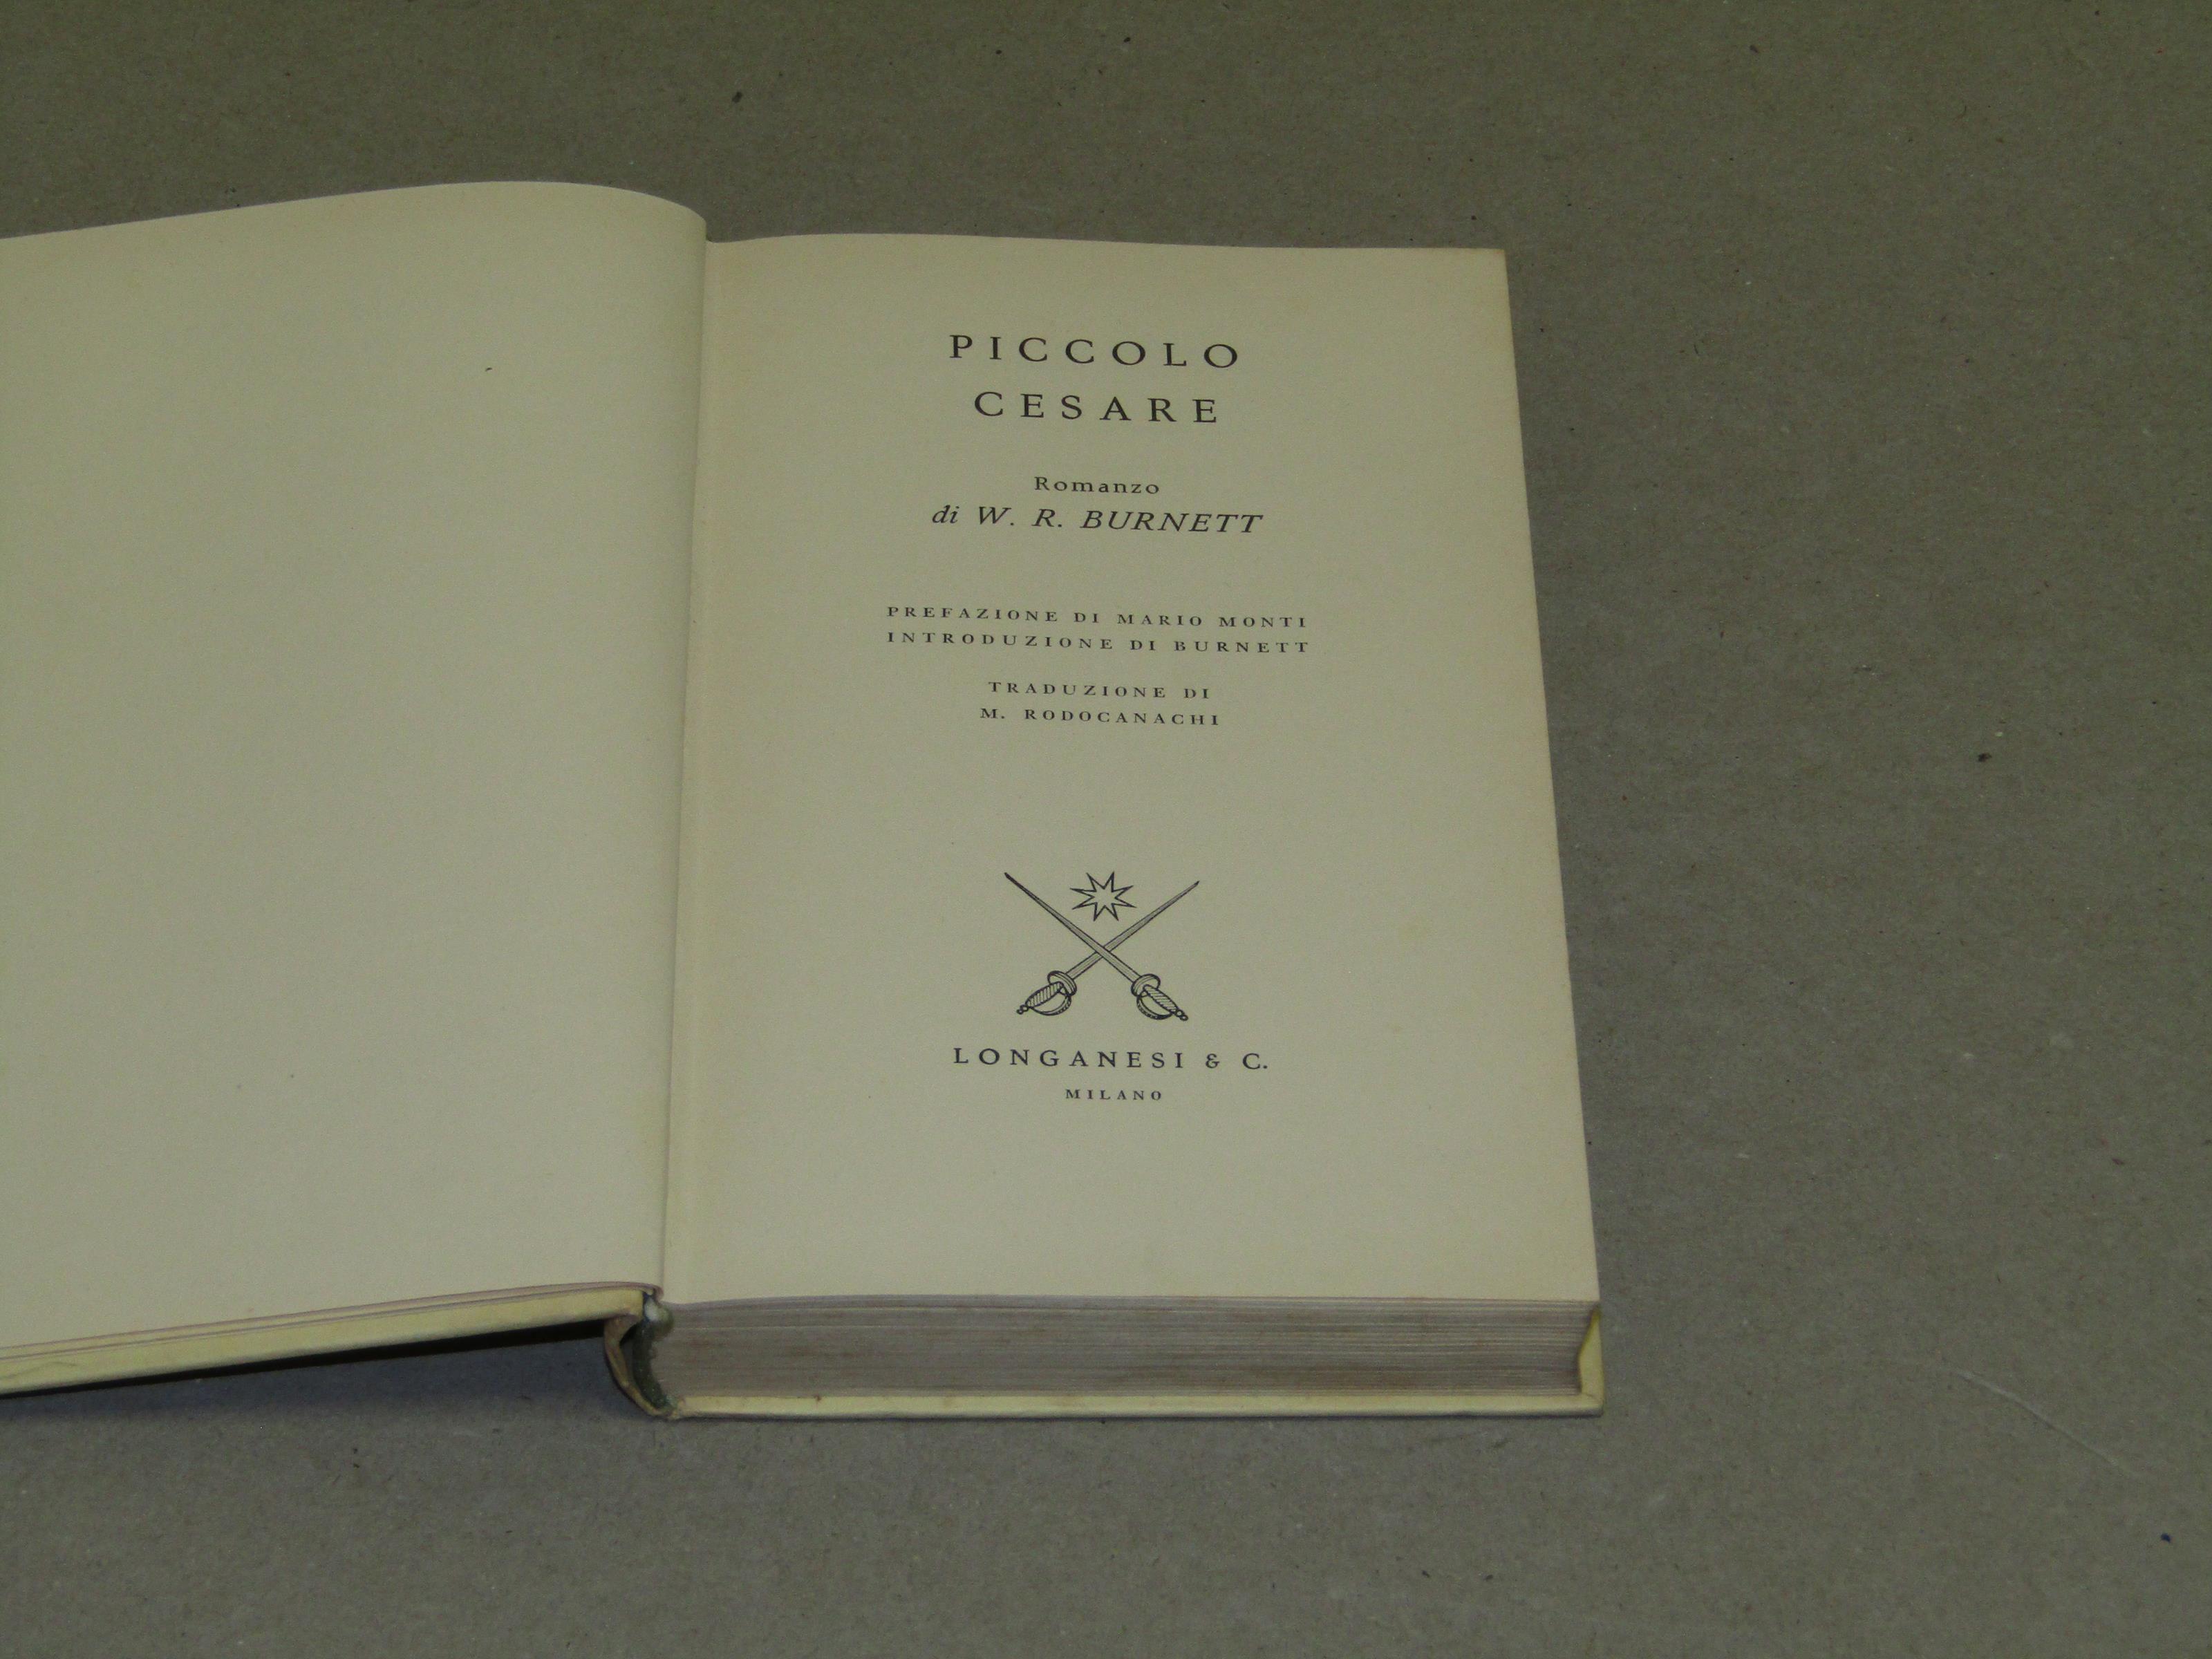 PICCOLO
CESARE
Romanzo
di W. R. BURNETT
PREFAZIONE DI MARIO MONTI
INTRODUZIONE DI BURNETT
TRADUZIONE DI
M. RODOCANACHI
LONGANESI & C.
MILANO